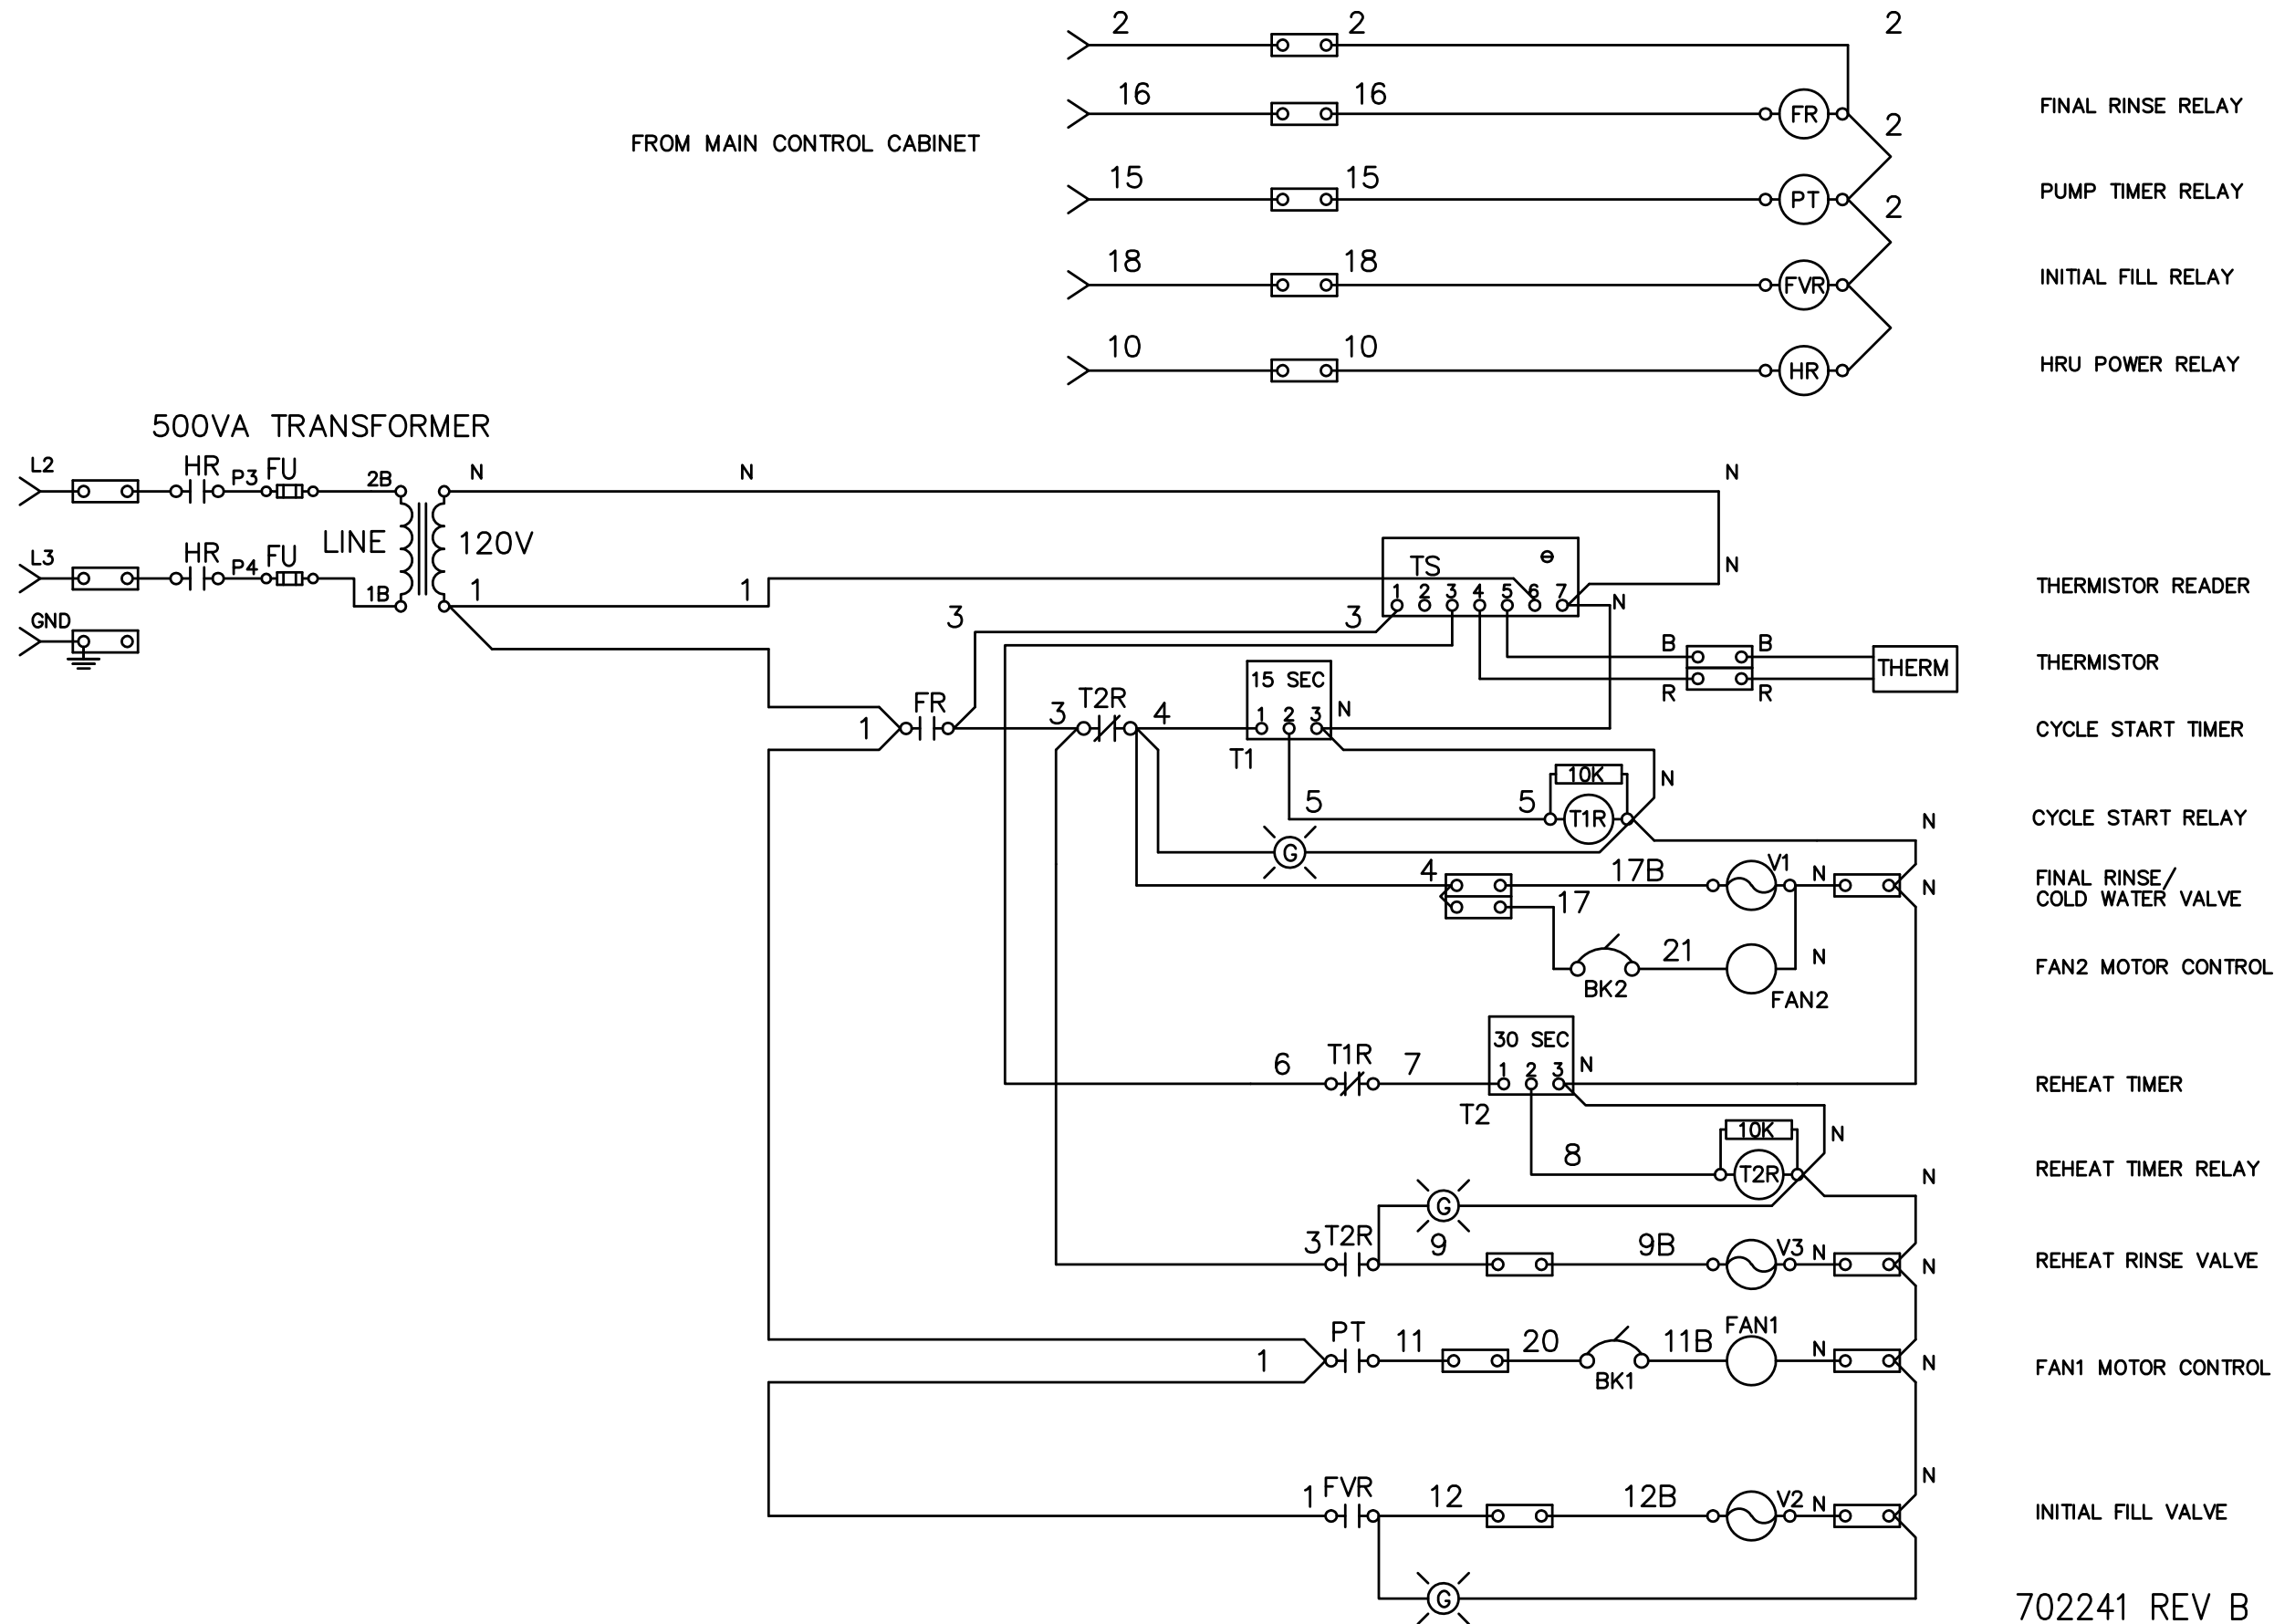 2 2 2
16 16 FR 2 FINAL RINSE RELAY
FROM MAIN CONTROL CABINET
15 15 PT 2 PUMP TIMER RELAY
18 18 FVR INITIAL FILL RELAY
10 10 HR HRU POWER RELAY
500VA TRANSFORMER
L2 HR P3 FU 2B N N N
L3 HR P4 FU LINE 120V 1B 1 1
TS 1 2 3 4 5 6 7 N N THERMISTOR READER
GND
3 3
B B
THERM THERMISTOR
R R
1 FR 3 T2R 4 15 SEC 1 2 3 N CYCLE START TIMER
T1
10K N
5 5 T1R N CYCLE START RELAY
G
4 17B V1 N N FINAL RINSE/
COLD WATER VALVE
17
BK2 21 FAN2 N FAN2 MOTOR CONTROL
30 SEC
6 T1R 7 1 2 3 N REHEAT TIMER
T2
10K N
8 T2R N REHEAT TIMER RELAY
G
3 T2R 9 9B V3 N N REHEAT RINSE VALVE
1 PT 11 20 BK1 11B FAN1 N N FAN1 MOTOR CONTROL
N
1 FVR 12 12B V2 N INITIAL FILL VALVE
G
702241 REV B